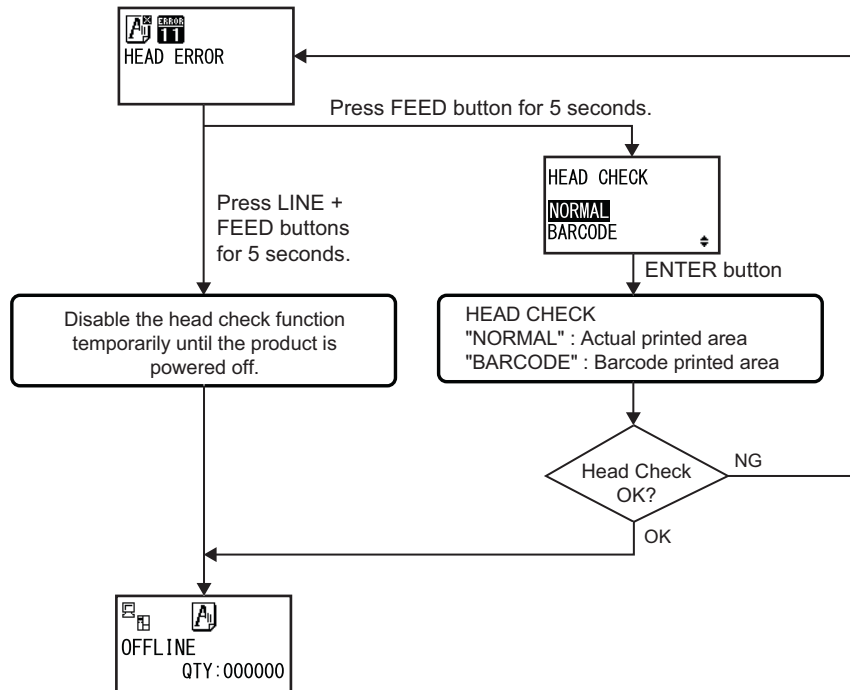 ERROR
11
HEAD ERROR
Press FEED button for 5 seconds.
HEAD CHECK
NORMAL
BARCODE
Press LINE +
FEED buttons
for 5 seconds.
ENTER button
Disable the head check function
temporarily until the product is
powered off.
HEAD CHECK
"NORMAL" : Actual printed area
"BARCODE" : Barcode printed area
Head Check
OK?
NG
OK
OFFLINE
QTY:000000